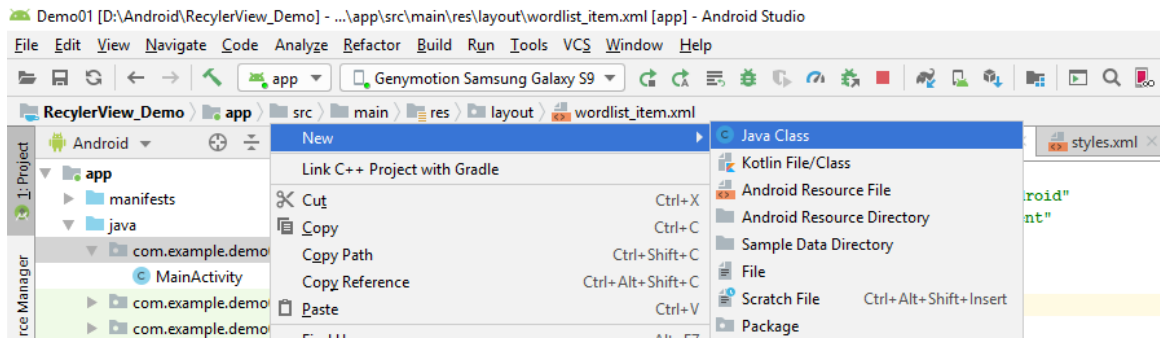 Demo01 [D:\Android\RecylerView_Demo] - ...\app\src\main\res\layout\wordlist_item.xml [app] - Android Studio
File Edit View Navigate Code Analyze Refactor Build Run Tools VCS Window Help
app Genymotion Samsung Galaxy S9
RecylerView_Demo app src main res layout wordlist_item.xml
1: Project
Android
New
Java Class
styles.xml
app
Link C++ Project with Gradle
Kotlin File/Class
manifests
Cut Ctrl+X
Android Resource File
roid"
java
Copy Ctrl+C
Android Resource Directory
nt"
com.example.demo
Copy Path Ctrl+Shift+C
Sample Data Directory
MainActivity
Copy Reference Ctrl+Alt+Shift+C
File
com.example.demo
Paste Ctrl+V
Scratch File Ctrl+Alt+Shift+Insert
com.example.demo
Package
rce Manager